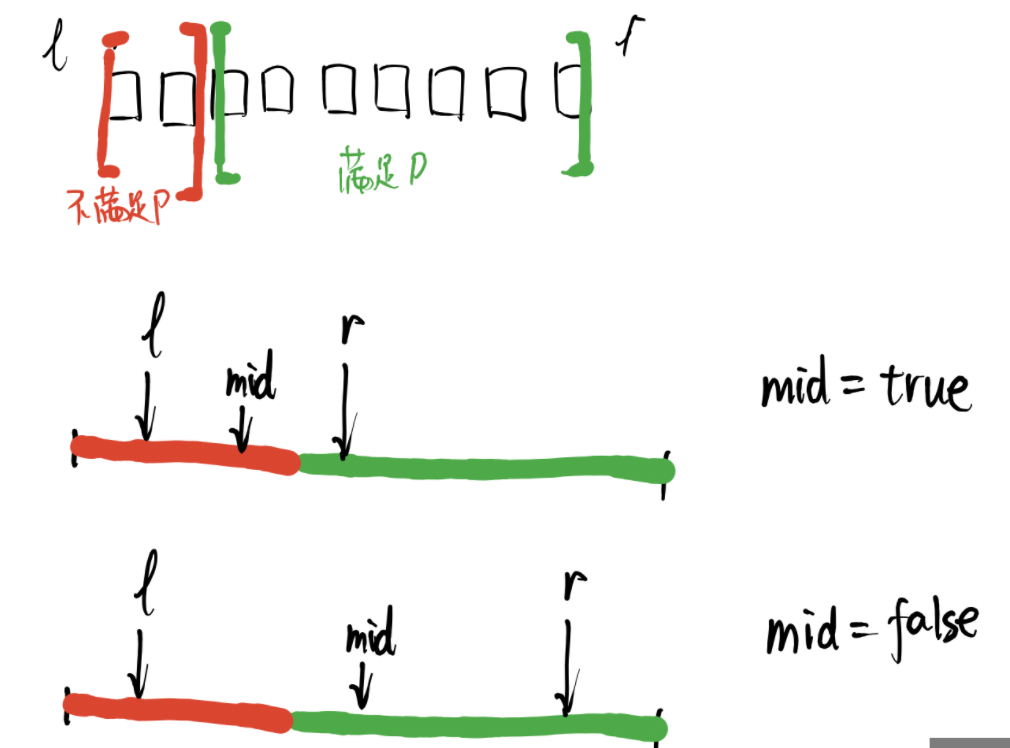 l r
满足P
不满足P
l
r
mid
mid = true
l
r
mid
mid = false